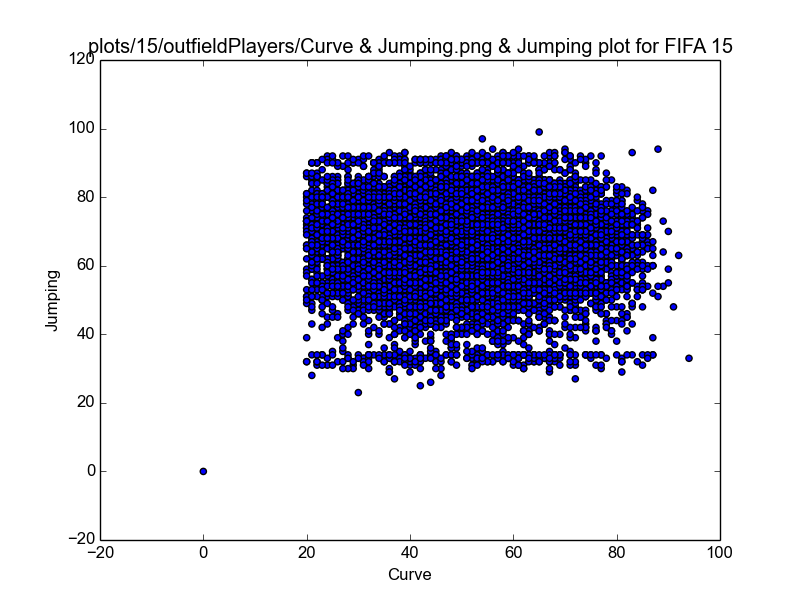 plots/15/outfieldPlayers/Curve & Jumping.png & Jumping plot for FIFA 15
120
100
80
60
40
20
0
−20
Jumping
−20 0 20 40 60 80 100
Curve